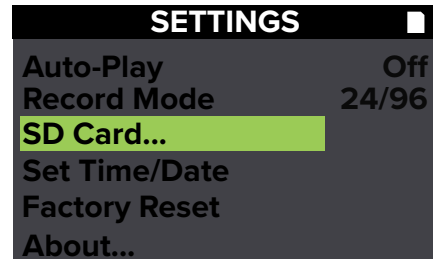 SETTINGS
Auto-Play Off
Record Mode 24/96
SD Card...
Set Time/Date
Factory Reset
About...